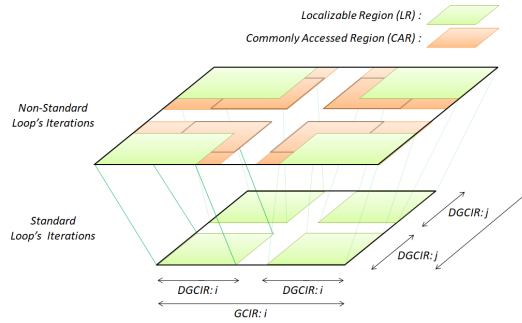 Localizable Region (LR) :
Commonly Accessed Region (CAR) :
Non-Standard
Loop's Iterations
Standard
Loop's Iterations
DGCIR: j
DGCIR: j
DGCIR: i
DGCIR: i
GCIR: i